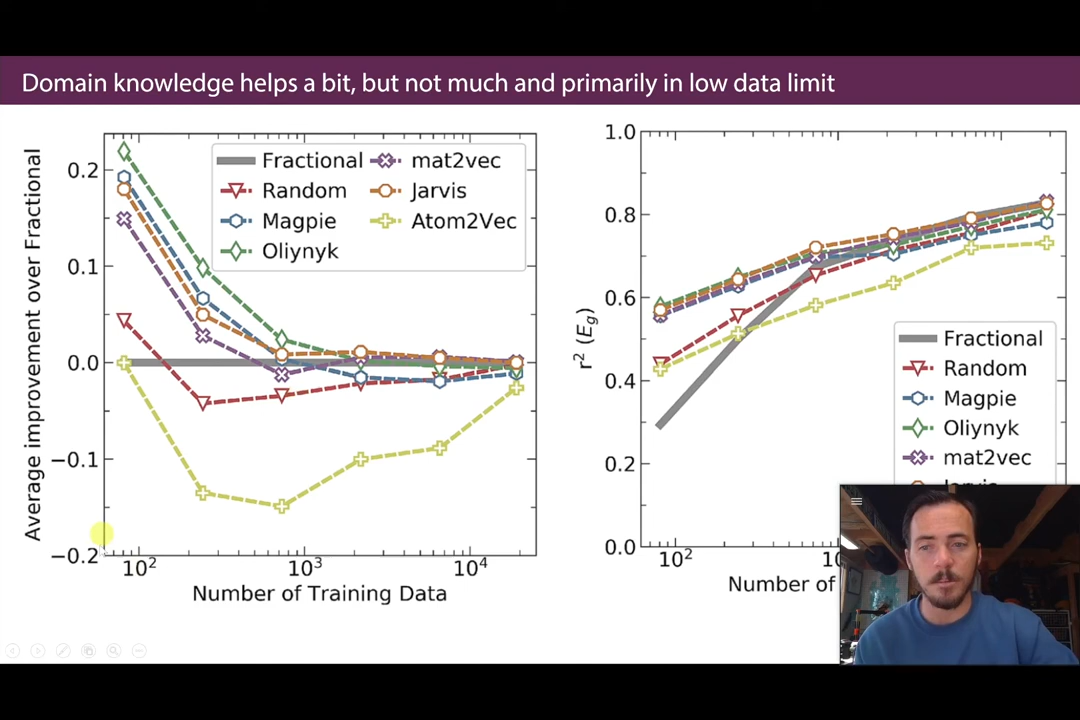 Domain knowledge helps a bit, but not much and primarily in low data limit
Average improvement over Fractional
0.2
0.1
0.0
−0.1
−0.2
Fractional
Random
Magpie
Oliynyk
mat2vec
Jarvis
Atom2Vec
10²
10³
10⁴
Number of Training Data
r² (E_g)
1.0
0.8
0.6
0.4
0.2
0.0
Fractional
Random
Magpie
Oliynyk
mat2vec
Jarvis
10²
10
Number of